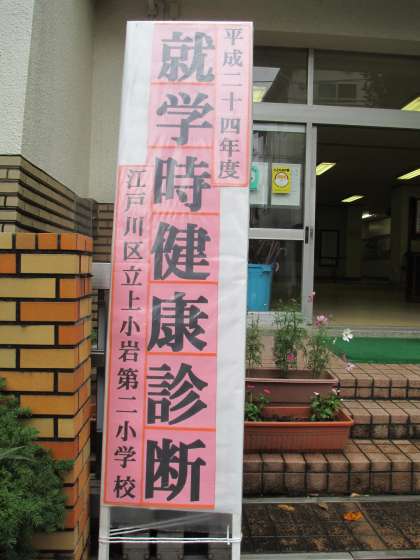 平成二十四年度
就学時健康診断
江戸川区立上小岩第二小学校